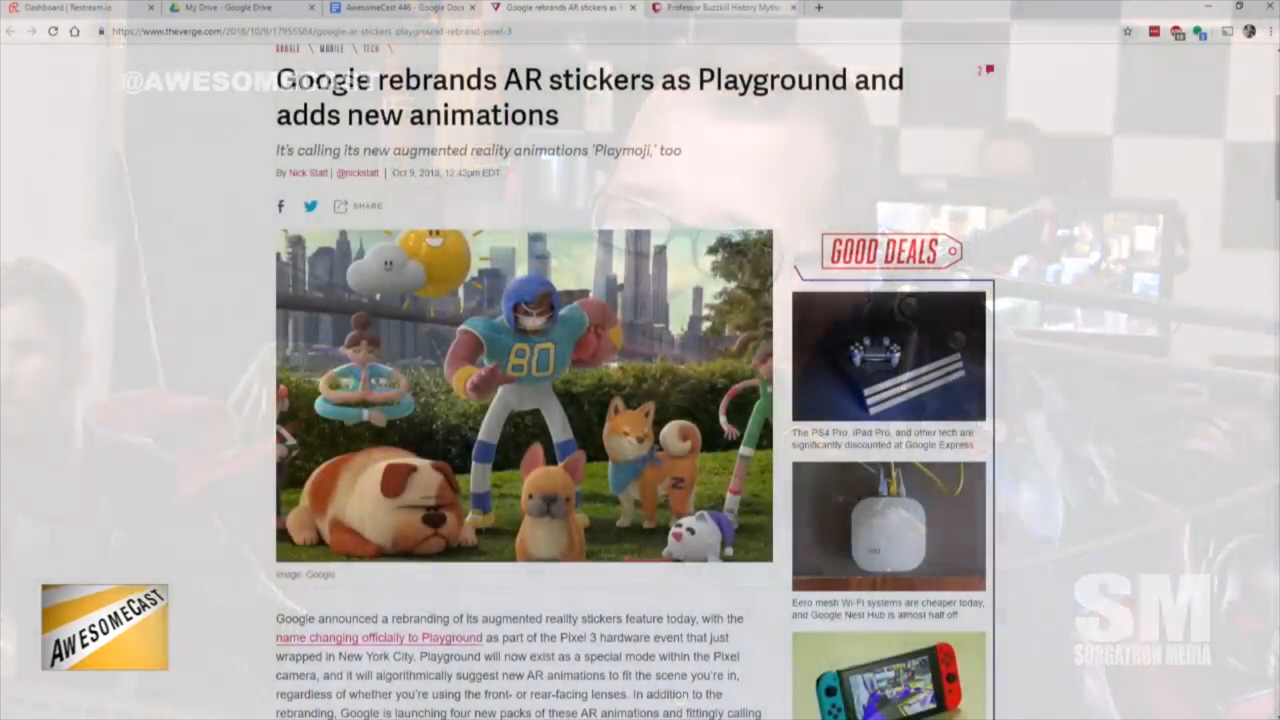 Dashboard | Restream.io
My Drive - Google Drive
AwesomeCast 446 - Google Docs
Google rebrands AR stickers as
Professor Buzzkill History Myths
https://www.theverge.com/2018/10/9/17955584/google-ar-stickers-playground-rebrand-pixel-3
GOOGLE \ MOBILE \ TECH \
@AWESOMECAST
Google rebrands AR stickers as Playground and
adds new animations
2
It's calling its new augmented reality animations 'Playmoji,' too
By Nick Statt | @nickstatt | Oct 9, 2018, 12:43pm EDT
SHARE
GOOD DEALS
80
N
The PS4 Pro, iPad Pro, and other tech are
significantly discounted at Google Express
Image: Google
Eero mesh Wi-Fi systems are cheaper today,
and Google Nest Hub is almost half off
AWESOMECAST
SM
SORGATRON MEDIA
Google announced a rebranding of its augmented reality stickers feature today, with the
name changing officially to Playground as part of the Pixel 3 hardware event that just
wrapped in New York City. Playground will now exist as a special mode within the Pixel
camera, and it will algorithmically suggest new AR animations to fit the scene you're in,
regardless of whether you're using the front- or rear-facing lenses. In addition to the
rebranding, Google is launching four new packs of these AR animations and fittingly calling